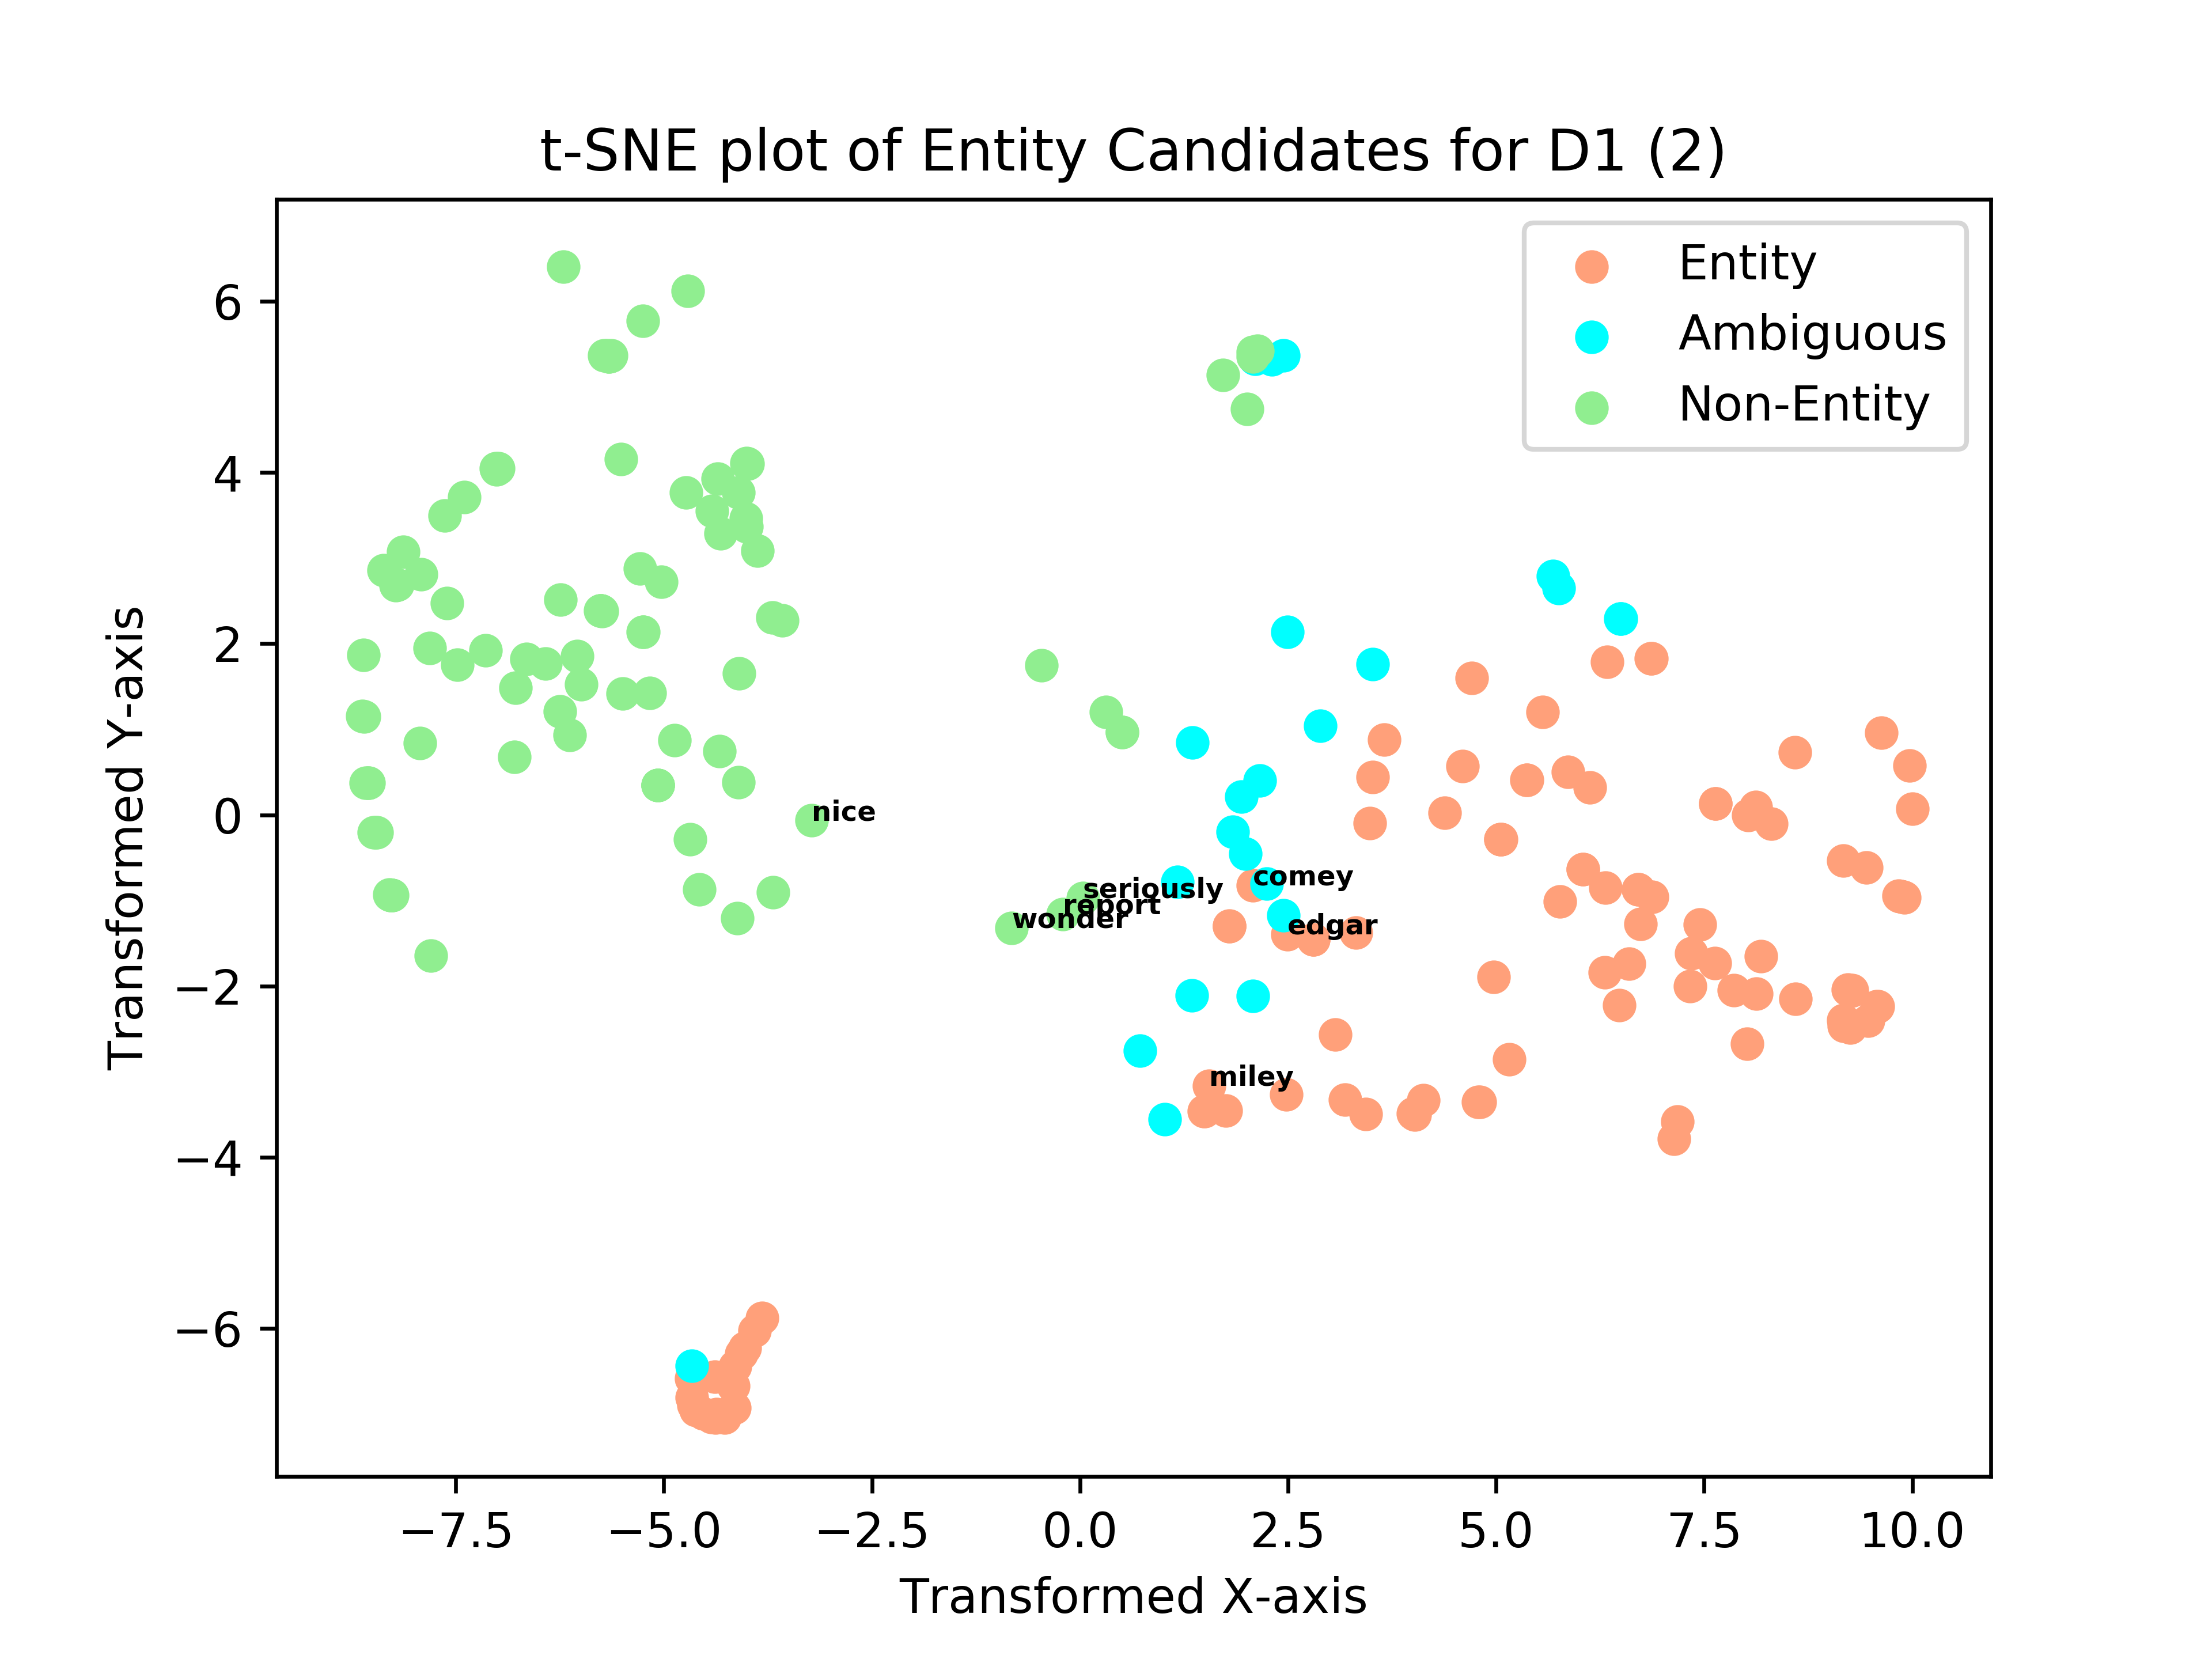 t-SNE plot of Entity Candidates for D1 (2)
Entity
Ambiguous
Non-Entity
6
4
2
0
−2
−4
−6
Transformed Y-axis
nice
comey
seriously
report
wonder
edgar
miley
−7.5 −5.0 −2.5 0.0 2.5 5.0 7.5 10.0
Transformed X-axis